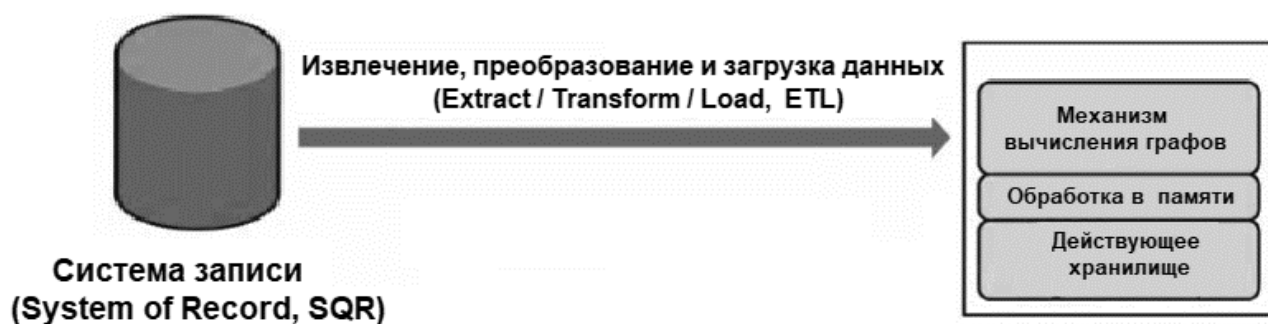 Извлечение, преобразование и загрузка данных
(Extract / Transform / Load, ETL)
Механизм
вычисления графов
Обработка в памяти
Действующее
хранилище
Система записи
(System of Record, SQR)